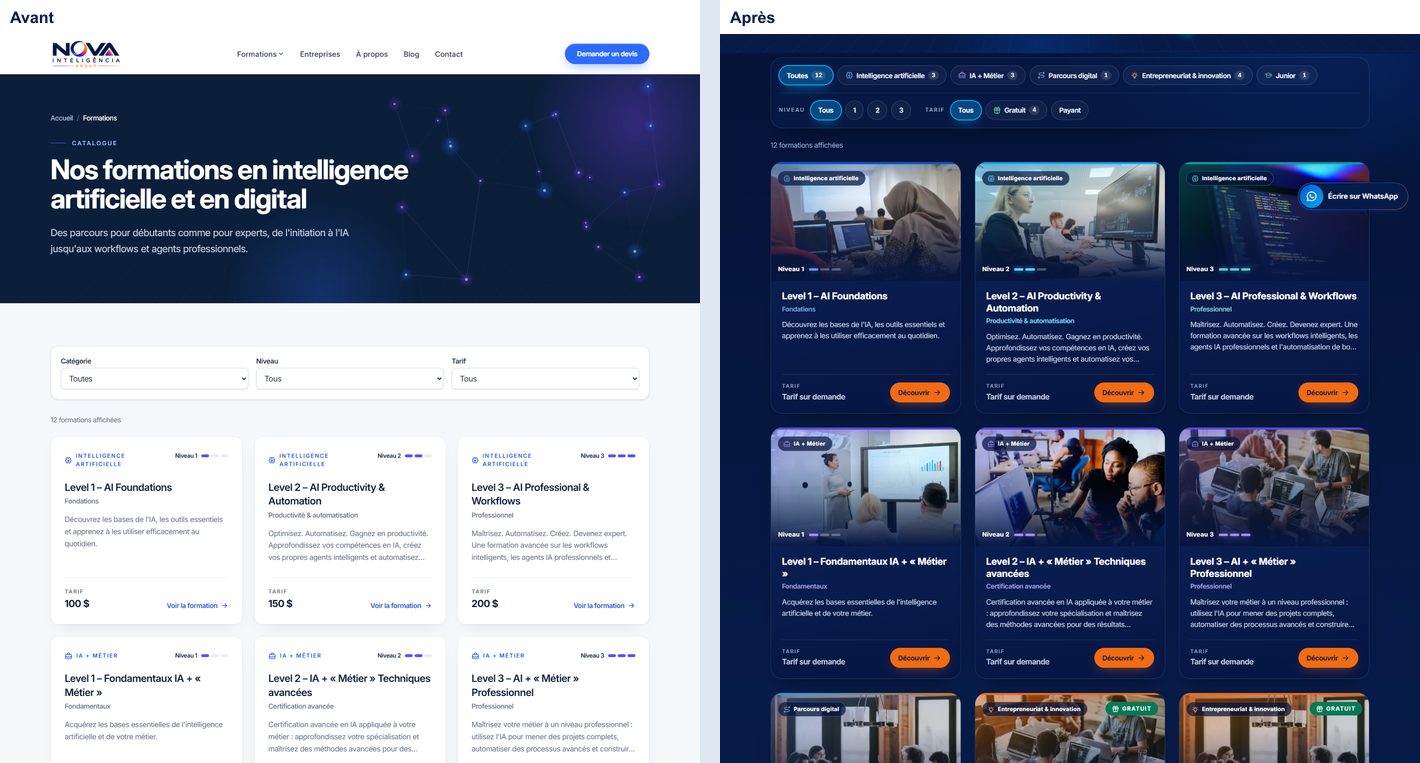 Avant
NOVA
INTELIGÊNCIA
GROUP
Formations
Entreprises
À propos
Blog
Contact
Demander un devis
Accueil / Formations
CATALOGUE
Nos formations en intelligence
artificielle et en digital
Des parcours pour débutants comme pour experts, de l'initiation à l'IA
jusqu'aux workflows et agents professionnels.
Catégorie
Toutes
Niveau
Tous
Tarif
Tous
12 formations affichées
INTELLIGENCE
ARTIFICIELLE
Niveau 1
Level 1 – AI Foundations
Fondations
Découvrez les bases de l'IA, les outils essentiels
et apprenez à les utiliser efficacement au
quotidien.
TARIF
100 $
Voir la formation →
INTELLIGENCE
ARTIFICIELLE
Niveau 2
Level 2 – AI Productivity &
Automation
Productivité & automatisation
Optimisez. Automatisez. Gagnez en productivité.
Approfondissez vos compétences en IA, créez
vos propres agents intelligents et automatisez...
TARIF
150 $
Voir la formation →
INTELLIGENCE
ARTIFICIELLE
Niveau 3
Level 3 – AI Professional &
Workflows
Professionnel
Maîtrisez. Automatisez. Créez. Devenez expert.
Une formation avancée sur les workflows
intelligents, les agents IA professionnels et...
TARIF
200 $
Voir la formation →
IA + MÉTIER
Niveau 1
Level 1 – Fondamentaux IA + «
Métier »
Fondamentaux
Acquérez les bases essentielles de l'intelligence
artificielle et de votre métier.
IA + MÉTIER
Niveau 2
Level 2 – IA + « Métier » Techniques
avancées
Certification avancée
Certification avancée en IA appliquée à votre
métier : approfondissez votre spécialisation et
maîtrisez des méthodes avancées pour des...
IA + MÉTIER
Niveau 3
Level 3 – AI + « Métier »
Professionnel
Professionnel
Maîtrisez votre métier à un niveau professionnel :
utilisez l'IA pour mener des projets complets,
automatiser des processus avancés et construir...
Après
Toutes 12
Intelligence artificielle 3
IA + Métier 3
Parcours digital 1
Entrepreneuriat & innovation 4
Junior 1
NIVEAU Tous 1 2 3
TARIF Tous Gratuit 4 Payant
12 formations affichées
Intelligence artificielle
Niveau 1
Level 1 – AI Foundations
Fondations
Découvrez les bases de l'IA, les outils essentiels et
apprenez à les utiliser efficacement au quotidien.
TARIF
Tarif sur demande
Découvrir →
Intelligence artificielle
Niveau 2
Level 2 – AI Productivity &
Automation
Productivité & automatisation
Optimisez. Automatisez. Gagnez en productivité.
Approfondissez vos compétences en IA, créez vos
propres agents intelligents et automatisez vos...
TARIF
Tarif sur demande
Découvrir →
Intelligence artificielle
Écrire sur WhatsApp
Niveau 3
Level 3 – AI Professional & Workflows
Professionnel
Maîtrisez. Automatisez. Créez. Devenez expert. Une
formation avancée sur les workflows intelligents, les
agents IA professionnels et l'automatisation de bo...
TARIF
Tarif sur demande
Découvrir →
IA + Métier
Niveau 1
Level 1 – Fondamentaux IA + « Métier
»
Fondamentaux
Acquérez les bases essentielles de l'intelligence
artificielle et de votre métier.
TARIF
Tarif sur demande
Découvrir →
IA + Métier
Niveau 2
Level 2 – IA + « Métier » Techniques
avancées
Certification avancée
Certification avancée en IA appliquée à votre métier
: approfondissez votre spécialisation et maîtrisez
des méthodes avancées pour des résultats...
TARIF
Tarif sur demande
Découvrir →
IA + Métier
Niveau 3
Level 3 – AI + « Métier »
Professionnel
Professionnel
Maîtrisez votre métier à un niveau professionnel :
utilisez l'IA pour mener des projets complets,
automatiser des processus avancés et construire...
TARIF
Tarif sur demande
Découvrir →
Parcours digital
Entrepreneuriat & innovation
GRATUIT
Entrepreneuriat & innovation
GRATUIT